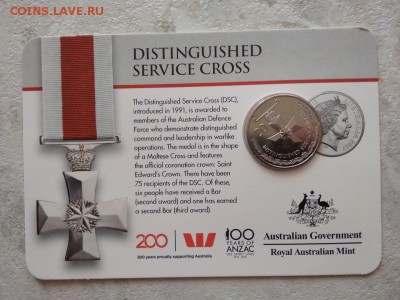 COINS.LAVE.RU
DISTINGUISHED
SERVICE CROSS
The Distinguished Service Cross (DSC),
introduced in 1991, is awarded to
members of the Australian Defence
Force who demonstrate distinguished
command and leadership in warlike
operations. The medal is in the shape
of a Maltese Cross and features
the official coronation crown: Saint
Edward's Crown. There have been
75 recipients of the DSC. Of these,
six people have received a Bar
(second award) and one has earned
a second Bar (third award).
DISTINGUISHED
200
200 years proudly supporting Australia
100
YEARS OF
ANZAC
Australian Government
Royal Australian Mint